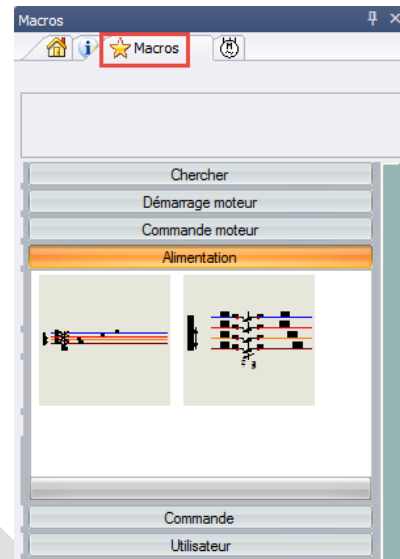 Macros
Macros
Chercher
Démarrage moteur
Commande moteur
Alimentation
Commande
Utilisateur